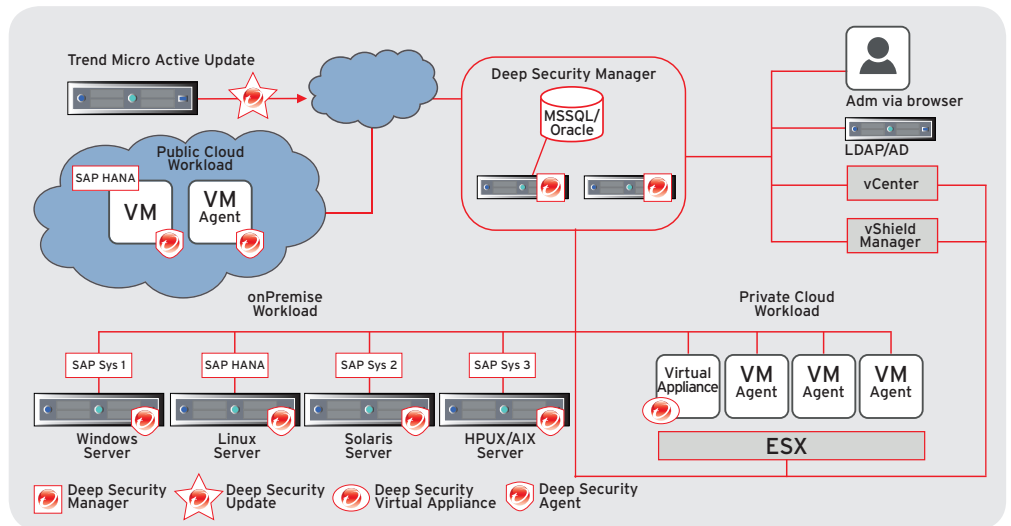 Trend Micro Active Update
Deep Security Manager
MSSQL/
Oracle
Adm via browser
LDAP/AD
vCenter
vShield
Manager
Public Cloud
Workload
SAP HANA
VM
VM
Agent
onPremise
Workload
Private Cloud
Workload
SAP Sys 1
SAP HANA
SAP Sys 2
SAP Sys 3
Windows
Server
Linux
Server
Solaris
Server
HPUX/AIX
Server
Virtual
Appliance
VM
Agent
VM
Agent
VM
Agent
ESX
Deep Security
Manager
Deep Security
Update
Deep Security
Virtual Appliance
Deep Security
Agent